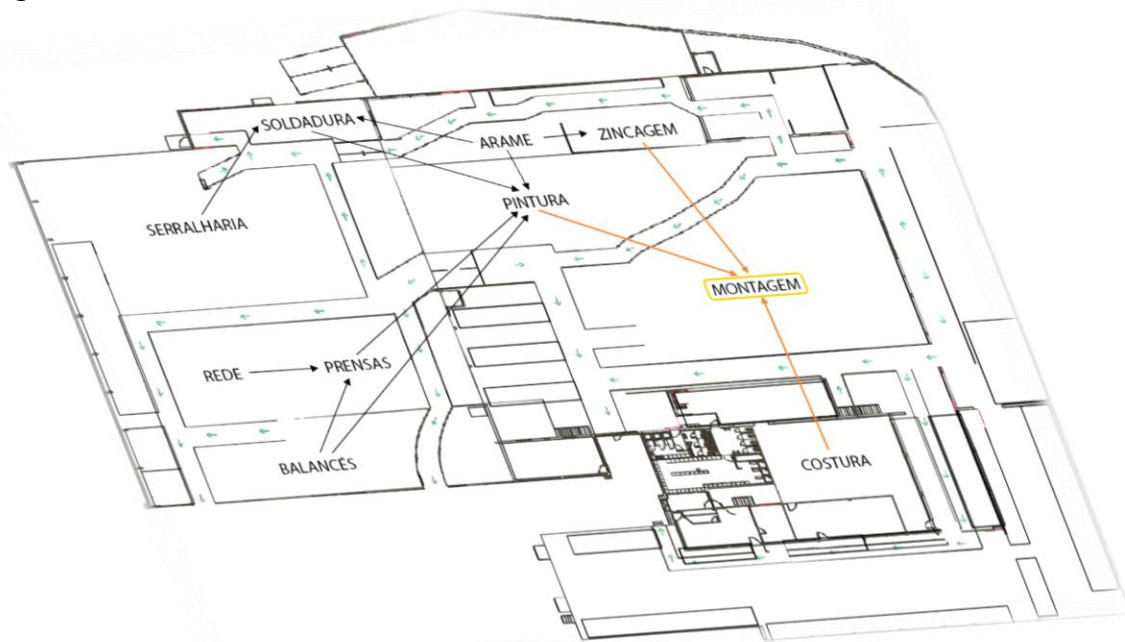 SOLDADURA
ARAME
ZINCAGEM
PINTURA
SERRALHARIA
MONTAGEM
REDE
PRENSAS
BALANCÉS
COSTURA